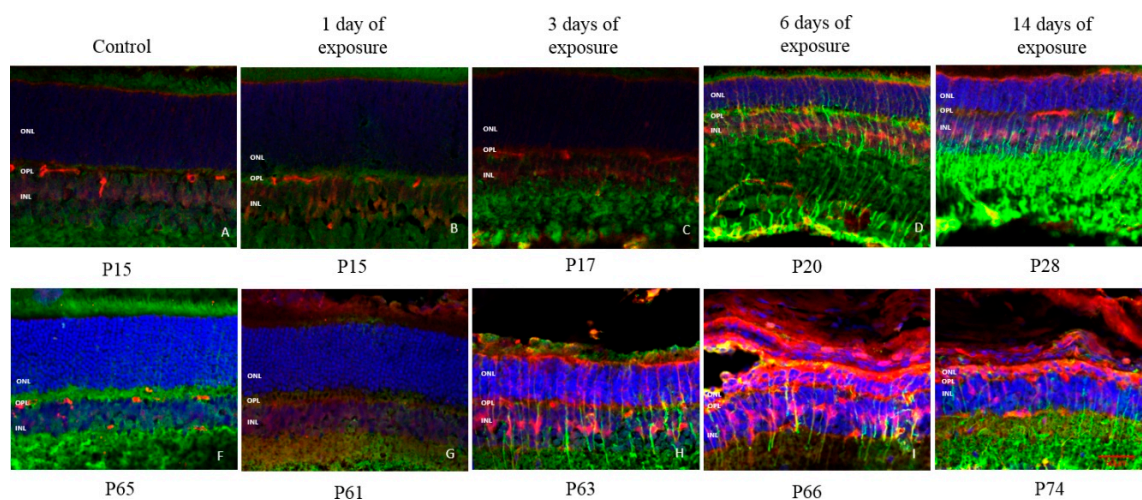 Control
1 day of
exposure
3 days of
exposure
6 days of
exposure
14 days of
exposure
ONL
OPL
INL
A
ONL
OPL
INL
B
ONL
OPL
INL
C
ONL
OPL
INL
D
ONL
OPL
INL
P15
P15
P17
P20
P28
ONL
OPL
INL
F
ONL
OPL
INL
G
ONL
OPL
INL
H
ONL
OPL
INL
I
ONL
OPL
INL
P65
P61
P63
P66
P74